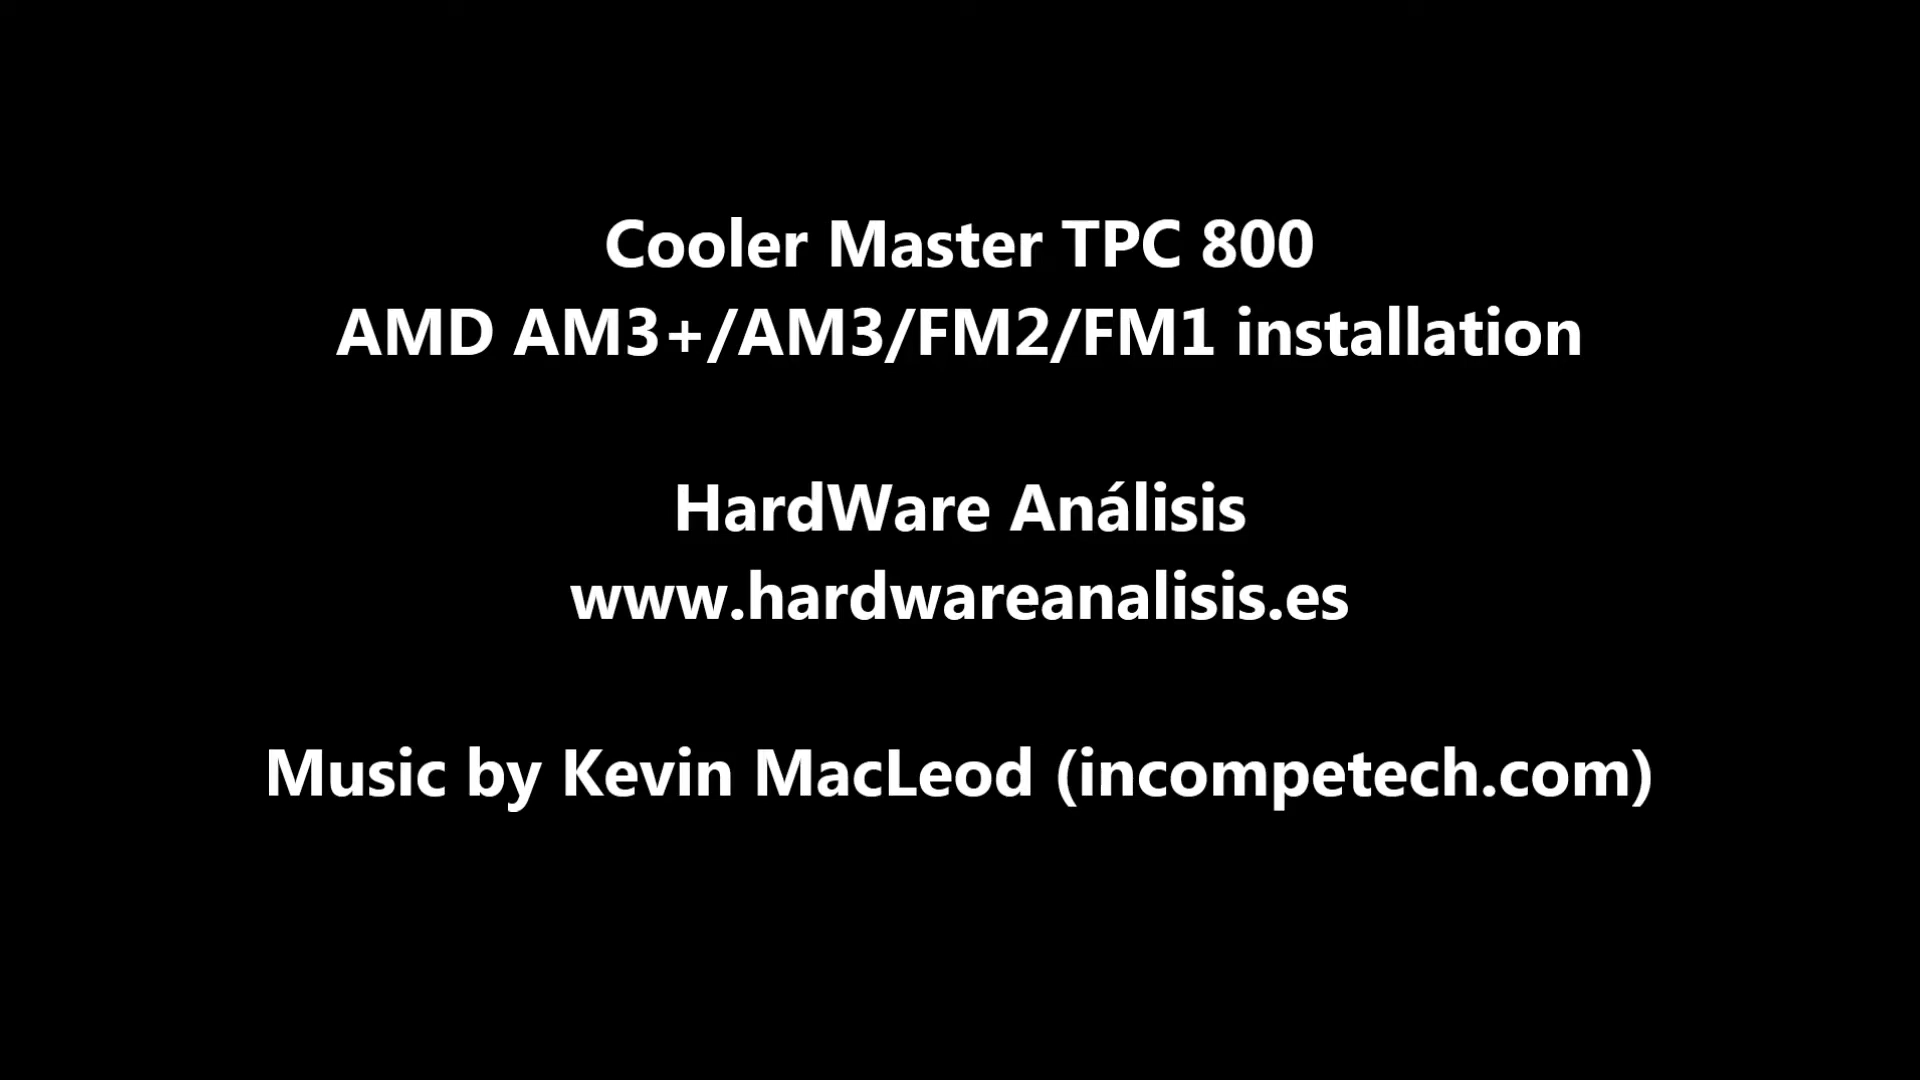 Cooler Master TPC 800
AMD AM3+/AM3/FM2/FM1 installation
HardWare Análisis
www.hardwareanalisis.es
Music by Kevin MacLeod (incompetech.com)